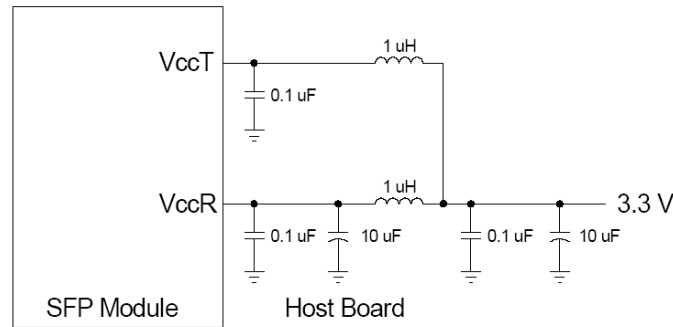 1 uH
VccT
0.1 uF
1 uH
VccR
3.3 V
0.1 uF
10 uF
0.1 uF
10 uF
SFP Module
Host Board